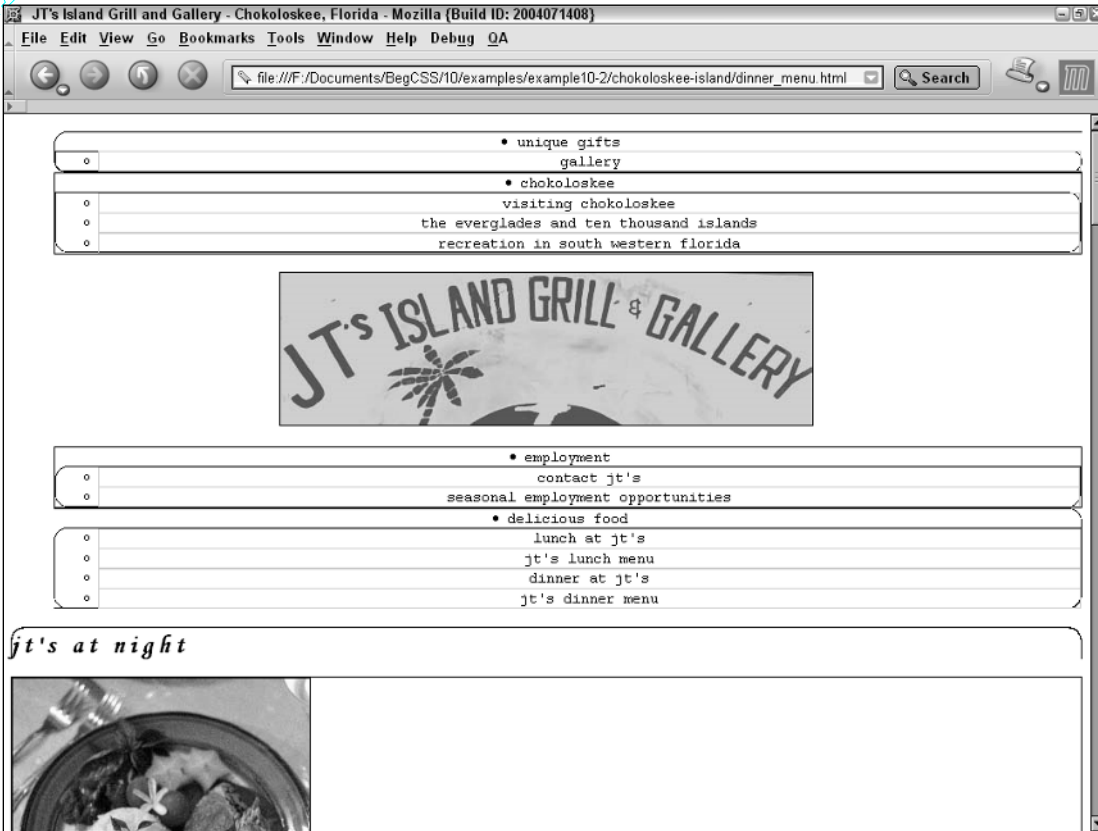 JT's Island Grill and Gallery - Chokoloskee, Florida - Mozilla {Build ID: 2004071408}
File Edit View Go Bookmarks Tools Window Help Debug QA
file:///F:/Documents/BegCSS/10/examples/example10-2/chokoloskee-island/dinner_menu.html Search
• unique gifts
o gallery
• chokoloskee
o visiting chokoloskee
o the everglades and ten thousand islands
o recreation in south western florida
JT's ISLAND GRILL & GALLERY
• employment
o contact jt's
o seasonal employment opportunities
• delicious food
o lunch at jt's
o jt's lunch menu
o dinner at jt's
o jt's dinner menu
jt's at night